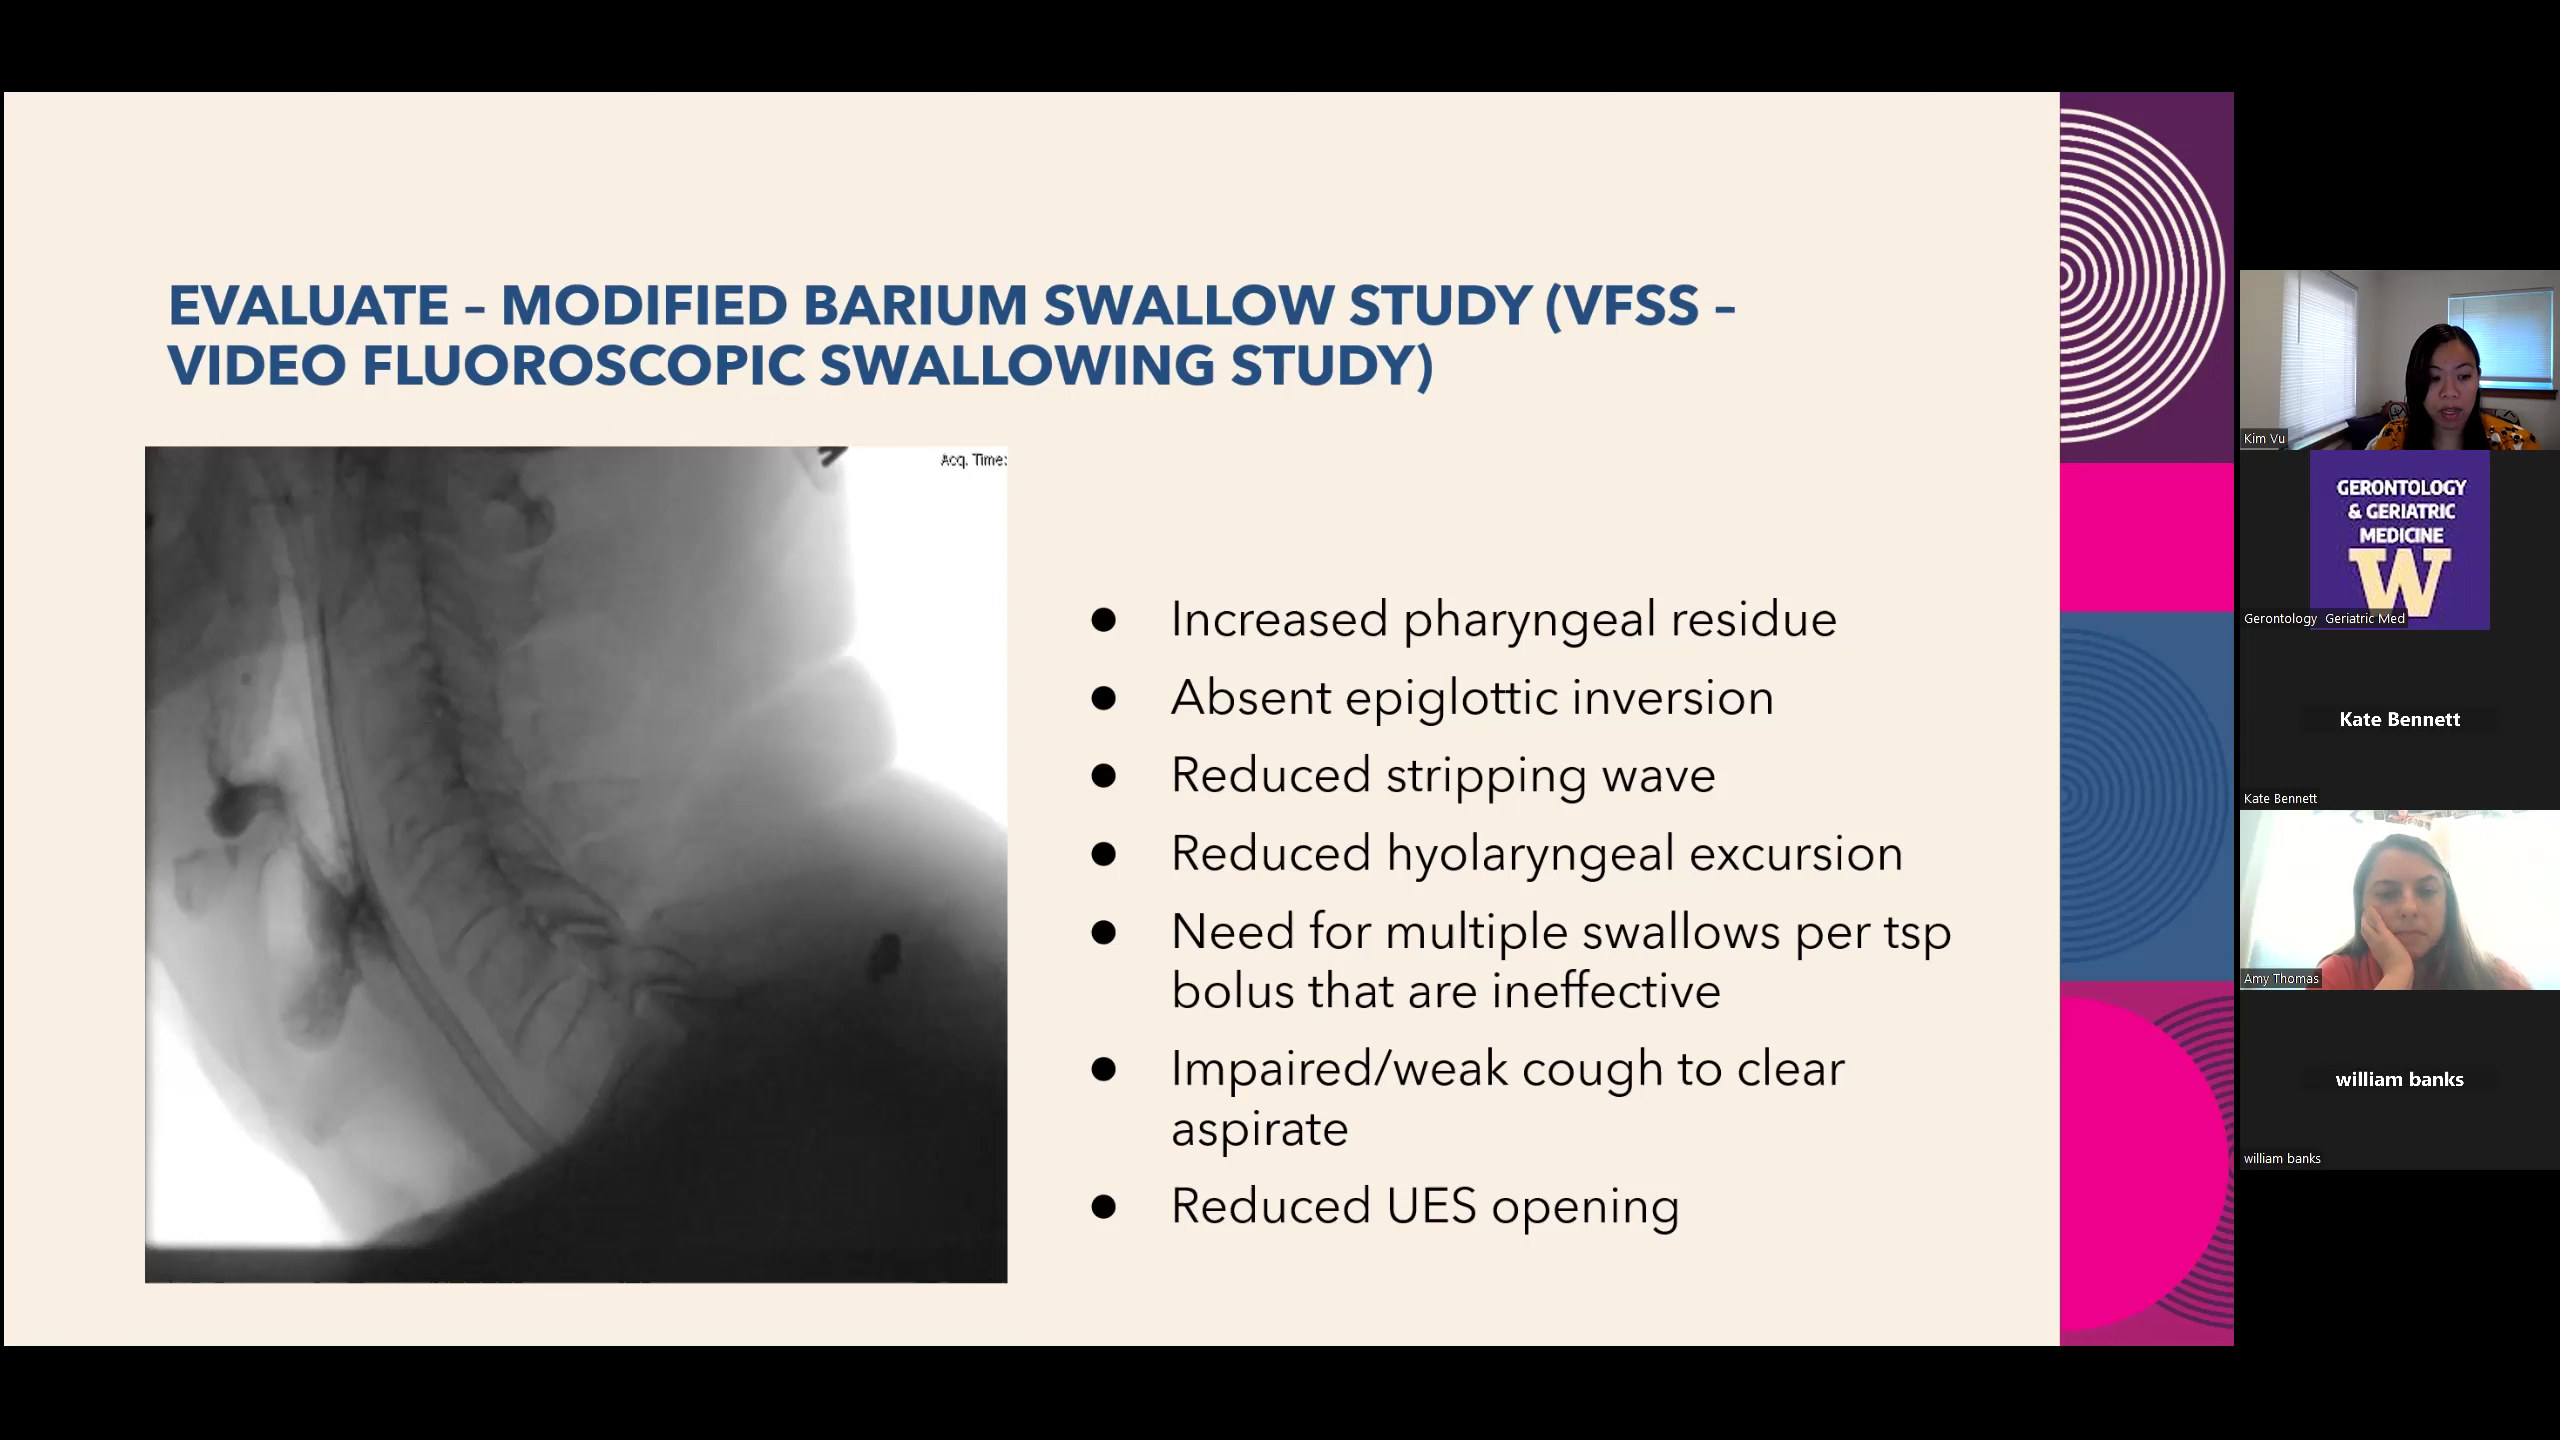 EVALUATE – MODIFIED BARIUM SWALLOW STUDY (VFSS –
VIDEO FLUOROSCOPIC SWALLOWING STUDY)
Acq. Time:
● Increased pharyngeal residue
● Absent epiglottic inversion
● Reduced stripping wave
● Reduced hyolaryngeal excursion
● Need for multiple swallows per tsp
bolus that are ineffective
● Impaired/weak cough to clear
aspirate
● Reduced UES opening
Kim Vu
GERONTOLOGY
& GERIATRIC
MEDICINE
W
Gerontology Geriatric Med
Kate Bennett
Kate Bennett
Amy Thomas
william banks
william banks